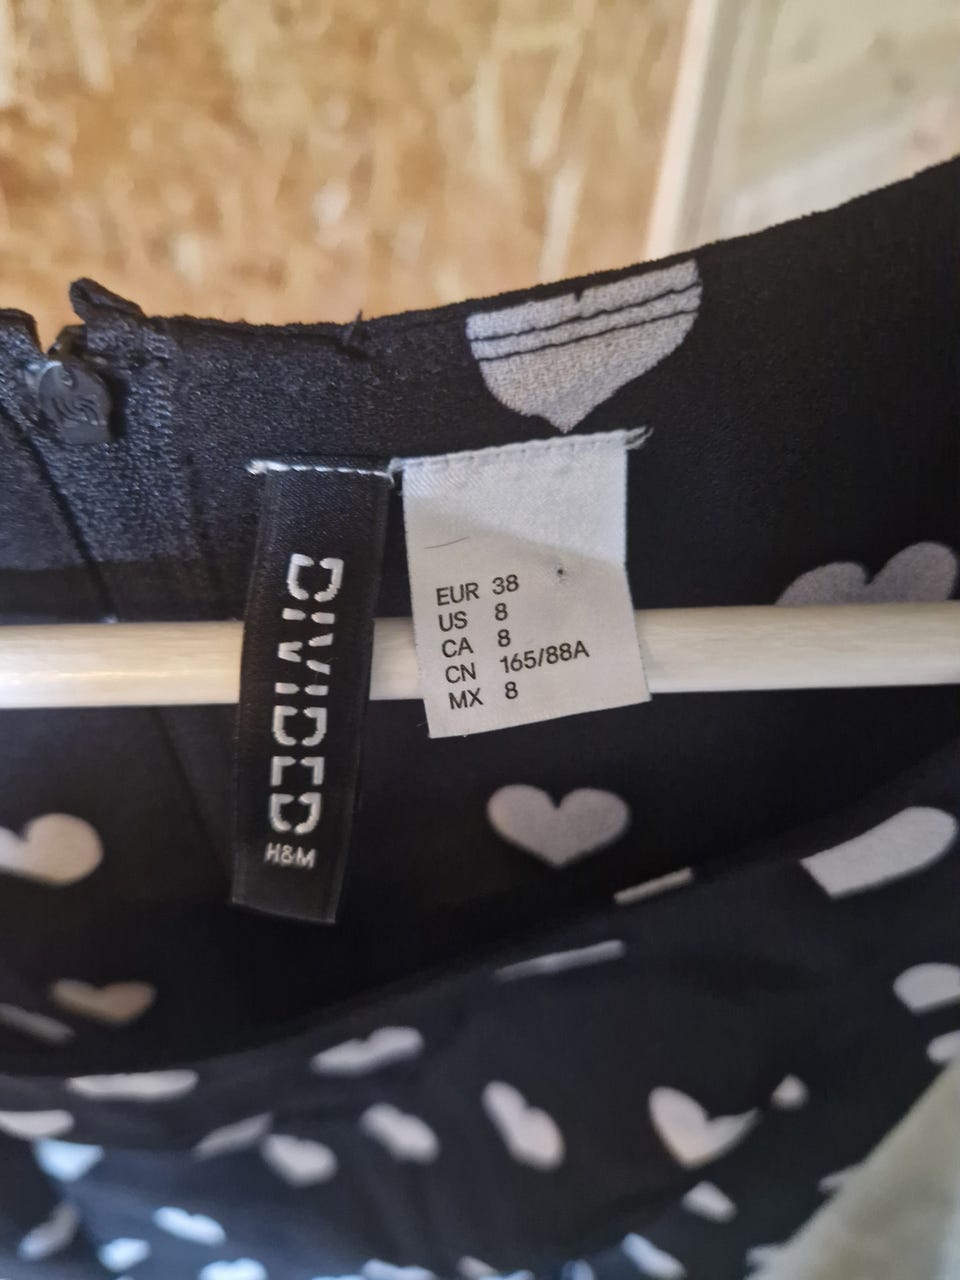 DIVIDED
H&M
EUR 38
US 8
CA 8
CN 165/88A
MX 8